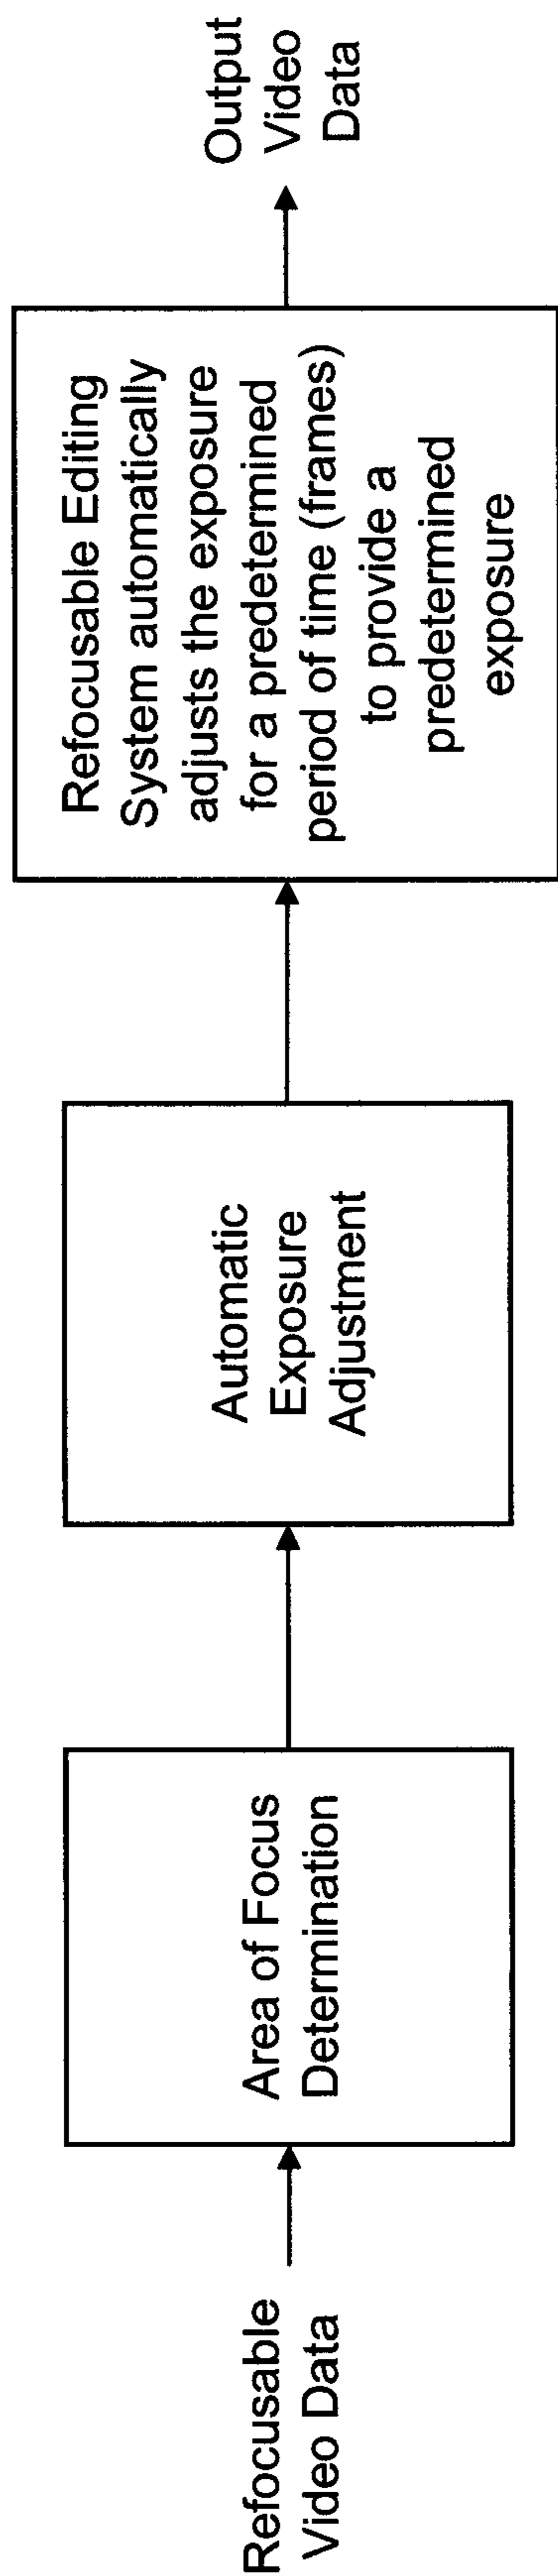 Refocusable
Video Data
Area of Focus
Determination
Automatic
Exposure
Adjustment
Refocusable Editing
System automatically
adjusts the exposure
for a predetermined
period of time (frames)
to provide a
predetermined
exposure
Output
Video
Data